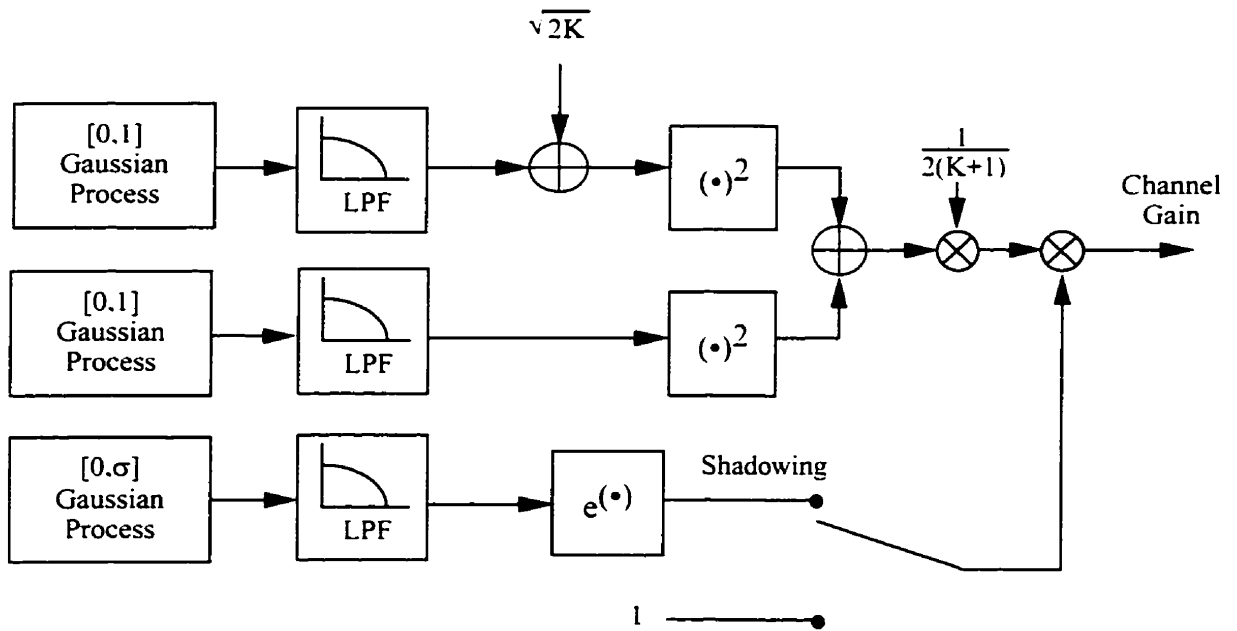 √2K
[0,1]
Gaussian
Process
LPF
(•)²
1
2(K+1)
Channel
Gain
[0,1]
Gaussian
Process
LPF
(•)²
[0,σ]
Gaussian
Process
LPF
e^(•)
Shadowing
1